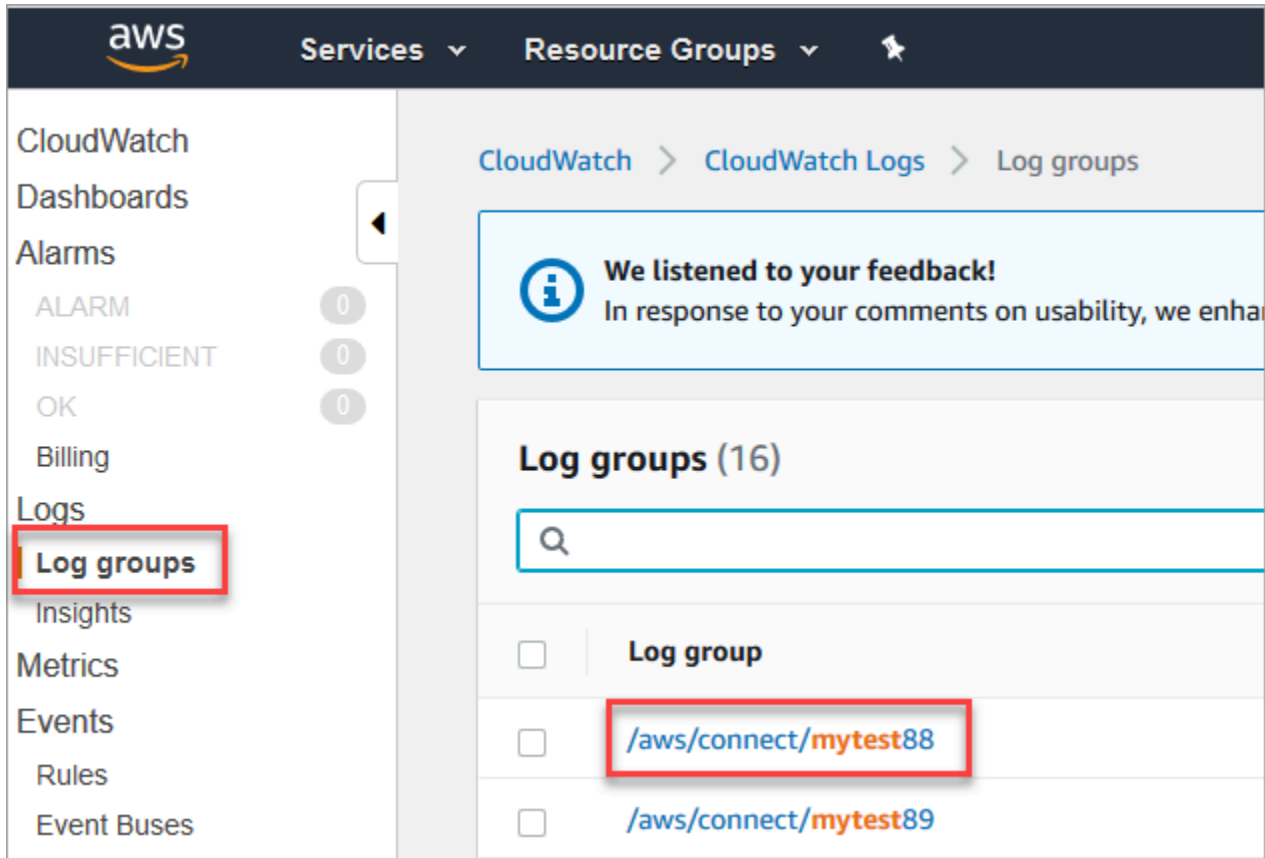 aws
Services
Resource Groups
CloudWatch
Dashboards
Alarms
ALARM 0
INSUFFICIENT 0
OK 0
Billing
Logs
Log groups
Insights
Metrics
Events
Rules
Event Buses
CloudWatch > CloudWatch Logs > Log groups
We listened to your feedback!
In response to your comments on usability, we
Log groups (16)
Log group
/aws/connect/mytest88
/aws/connect/mytest89